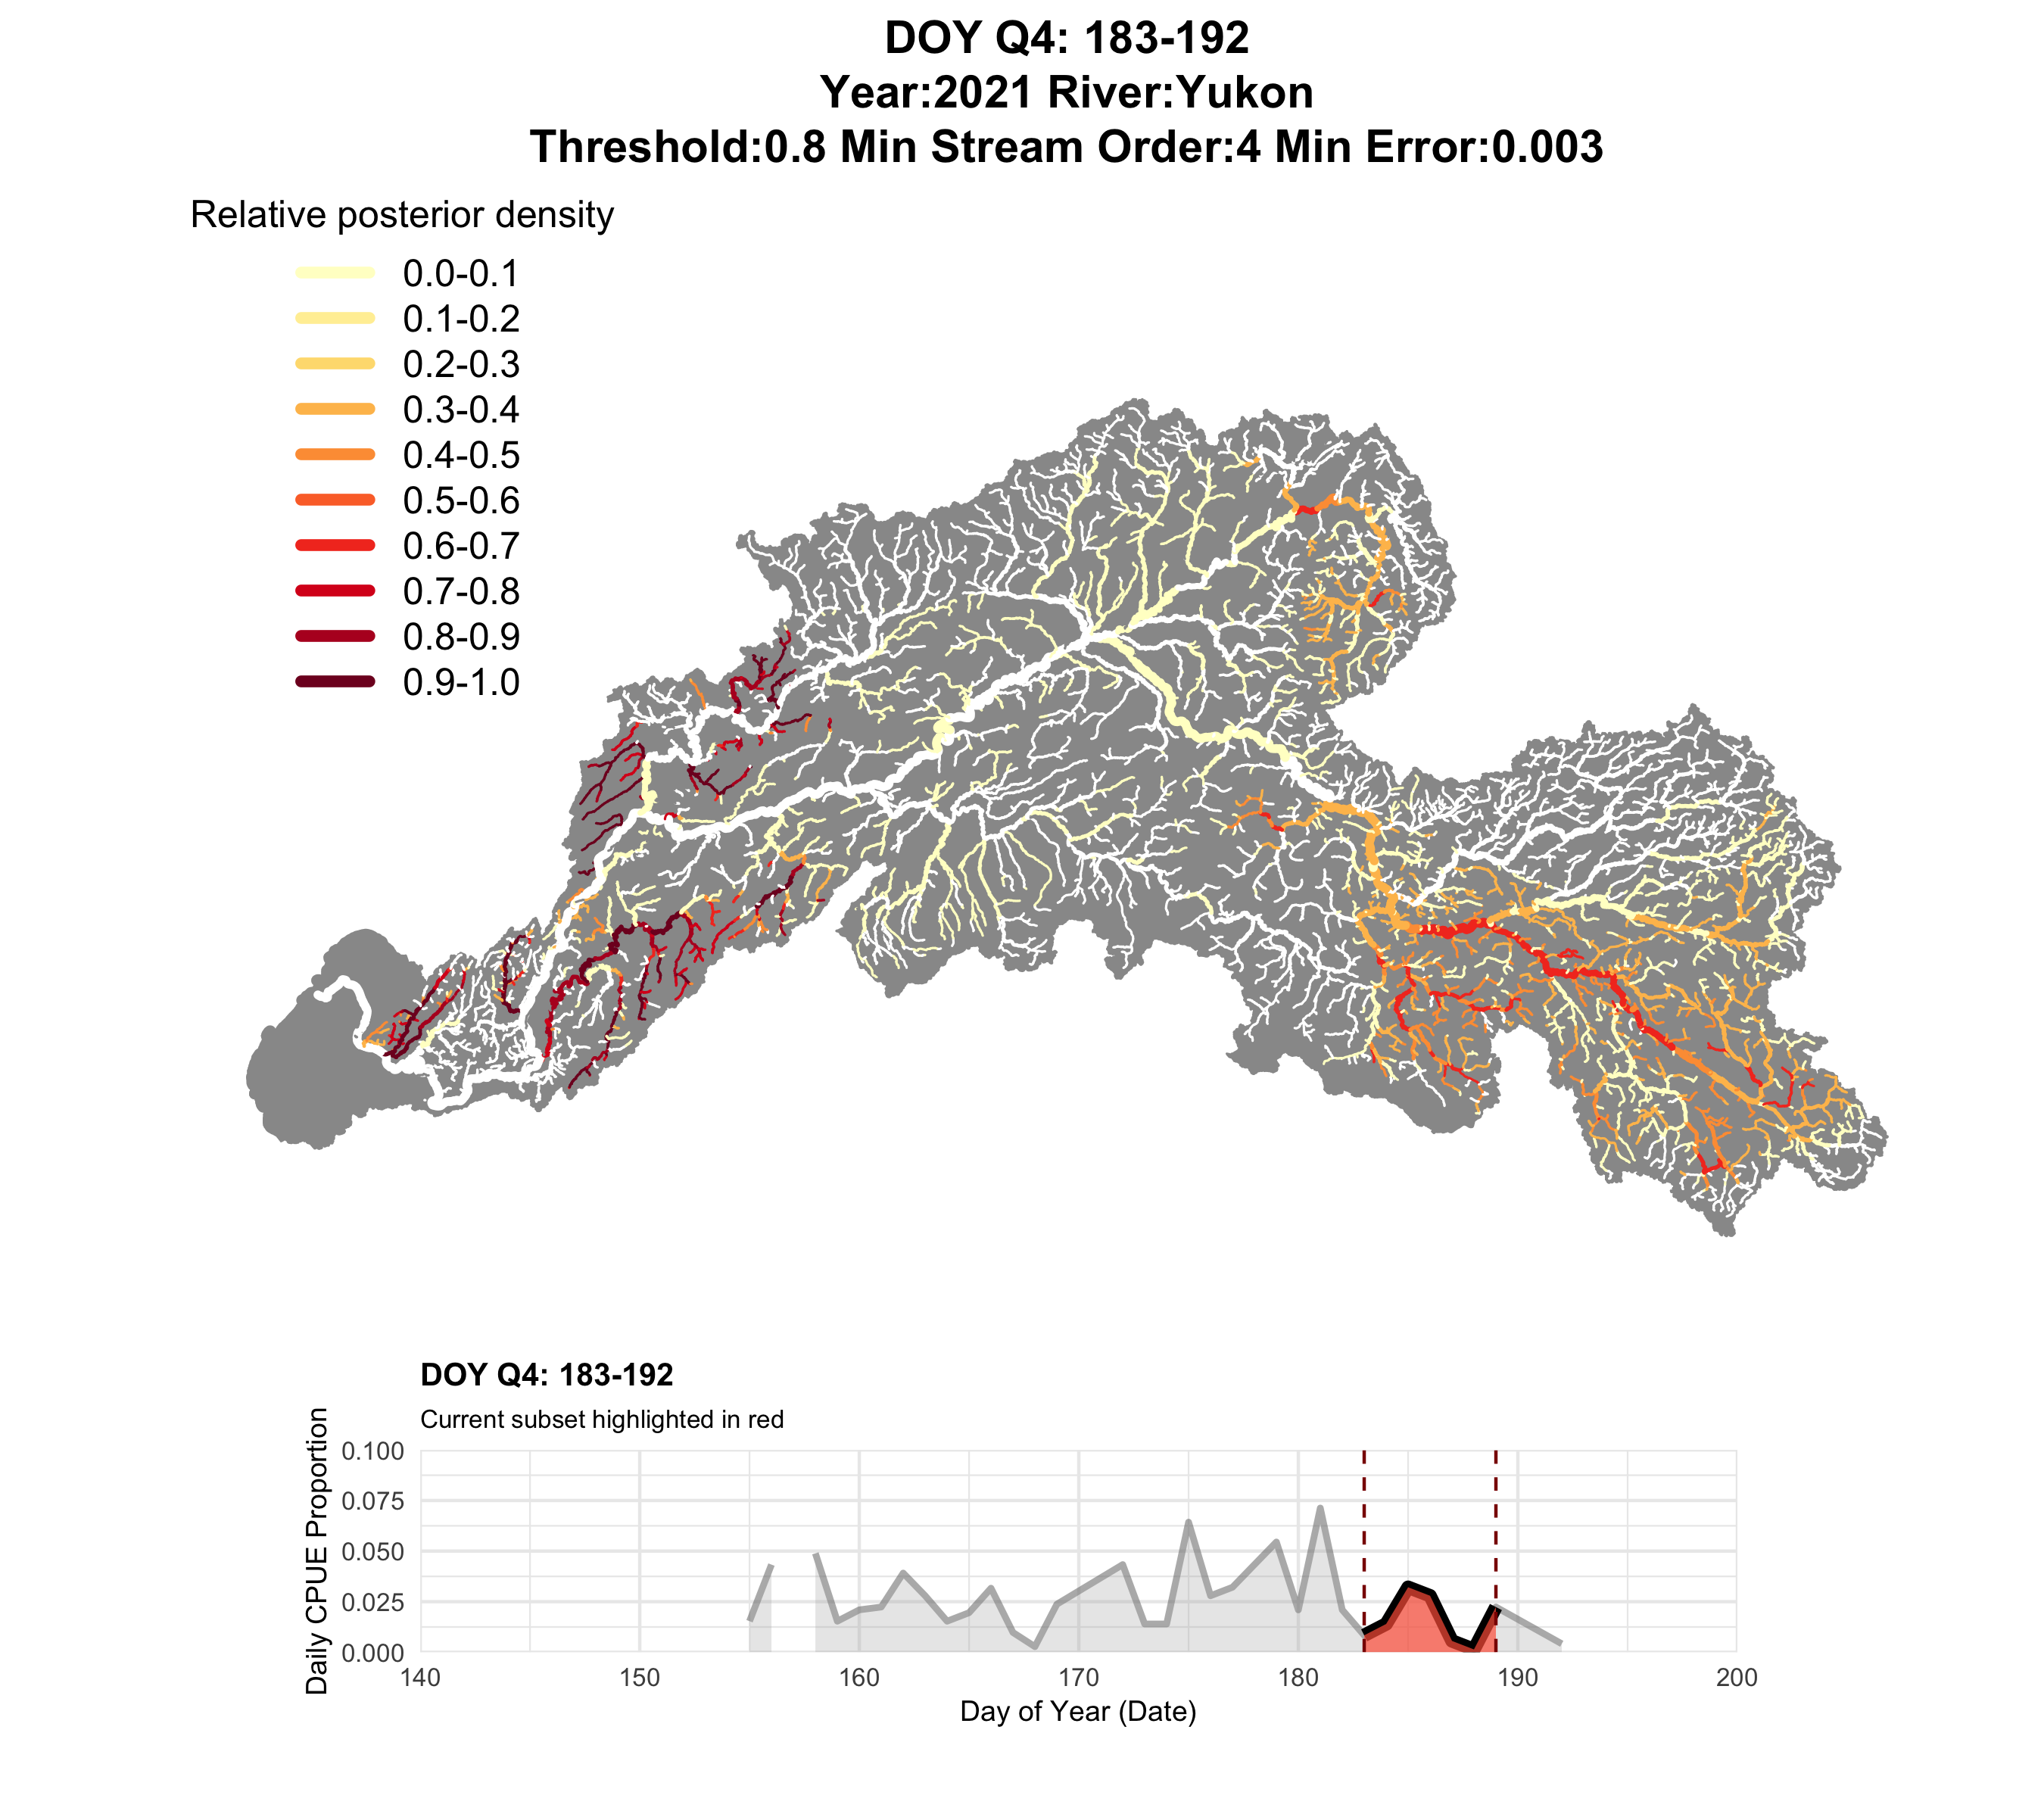 DOY Q4: 183-192
Year:2021 River:Yukon
Threshold:0.8 Min Stream Order:4 Min Error:0.003
Relative posterior density
0.0-0.1
0.1-0.2
0.2-0.3
0.3-0.4
0.4-0.5
0.5-0.6
0.6-0.7
0.7-0.8
0.8-0.9
0.9-1.0
DOY Q4: 183-192
Current subset highlighted in red
Daily CPUE Proportion
0.100
0.075
0.050
0.025
0.000
140 150 160 170 180 190 200
Day of Year (Date)